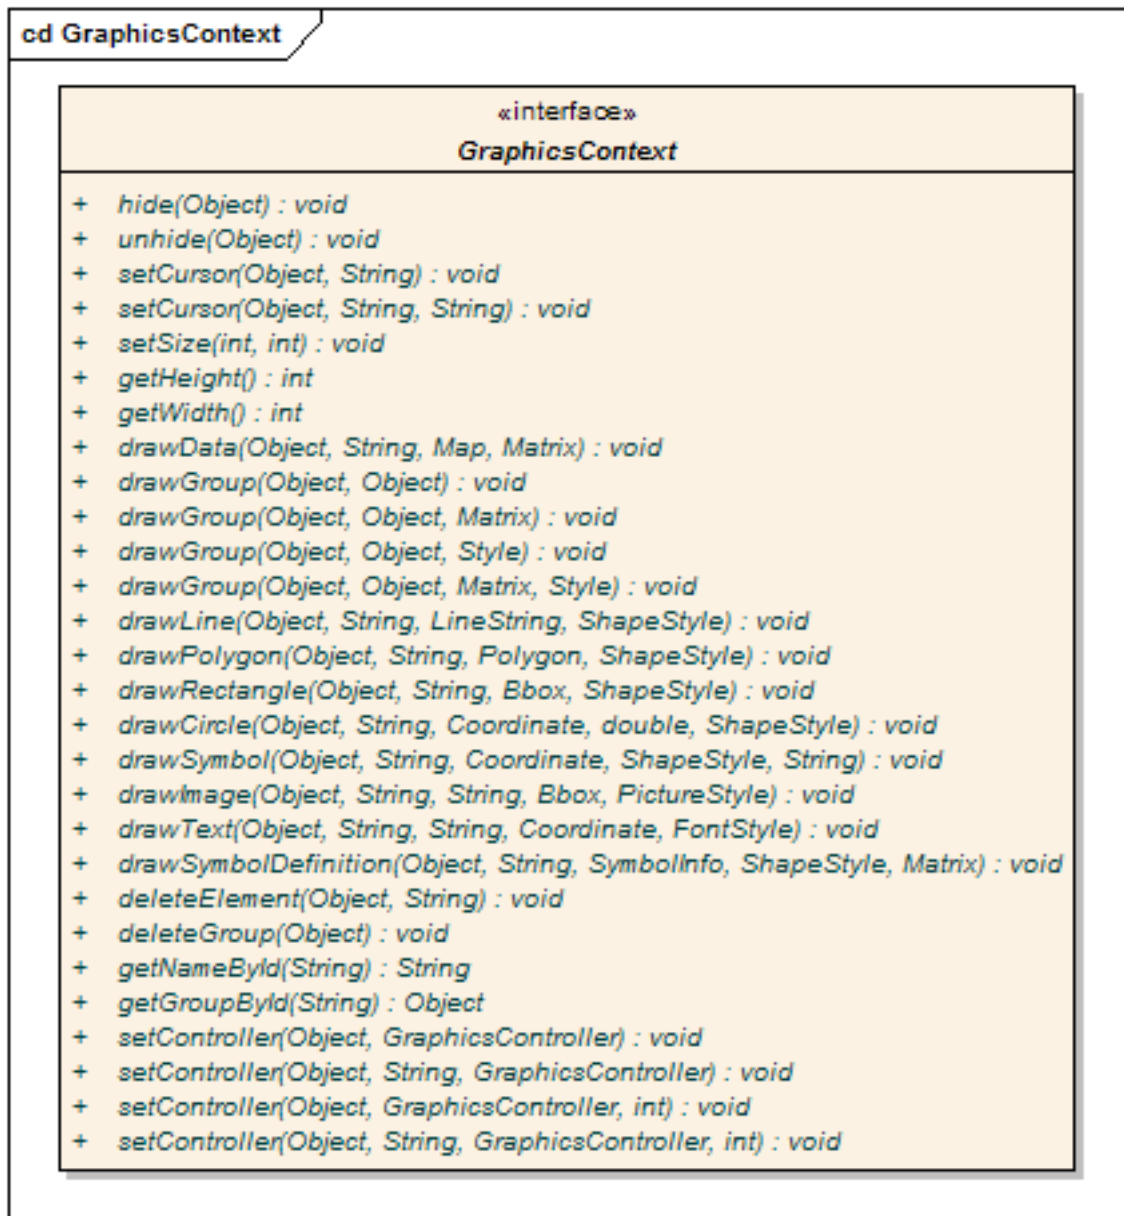 cd GraphicsContext
«interface»
GraphicsContext
+ hide(Object) : void
+ unhide(Object) : void
+ setCursor(Object, String) : void
+ setCursor(Object, String, String) : void
+ setSize(int, int) : void
+ getHeight() : int
+ getWidth() : int
+ drawData(Object, String, Map, Matrix) : void
+ drawGroup(Object, Object) : void
+ drawGroup(Object, Object, Matrix) : void
+ drawGroup(Object, Object, Style) : void
+ drawGroup(Object, Object, Matrix, Style) : void
+ drawLine(Object, String, LineString, ShapeStyle) : void
+ drawPolygon(Object, String, Polygon, ShapeStyle) : void
+ drawRectangle(Object, String, Bbox, ShapeStyle) : void
+ drawCircle(Object, String, Coordinate, double, ShapeStyle) : void
+ drawSymbol(Object, String, Coordinate, ShapeStyle, String) : void
+ drawImage(Object, String, String, Bbox, PictureStyle) : void
+ drawText(Object, String, String, Coordinate, FontStyle) : void
+ drawSymbolDefinition(Object, String, SymbolInfo, ShapeStyle, Matrix) : void
+ deleteElement(Object, String) : void
+ deleteGroup(Object) : void
+ getNameById(String) : String
+ getGroupById(String) : Object
+ setController(Object, GraphicsController) : void
+ setController(Object, String, GraphicsController) : void
+ setController(Object, GraphicsController, int) : void
+ setController(Object, String, GraphicsController, int) : void